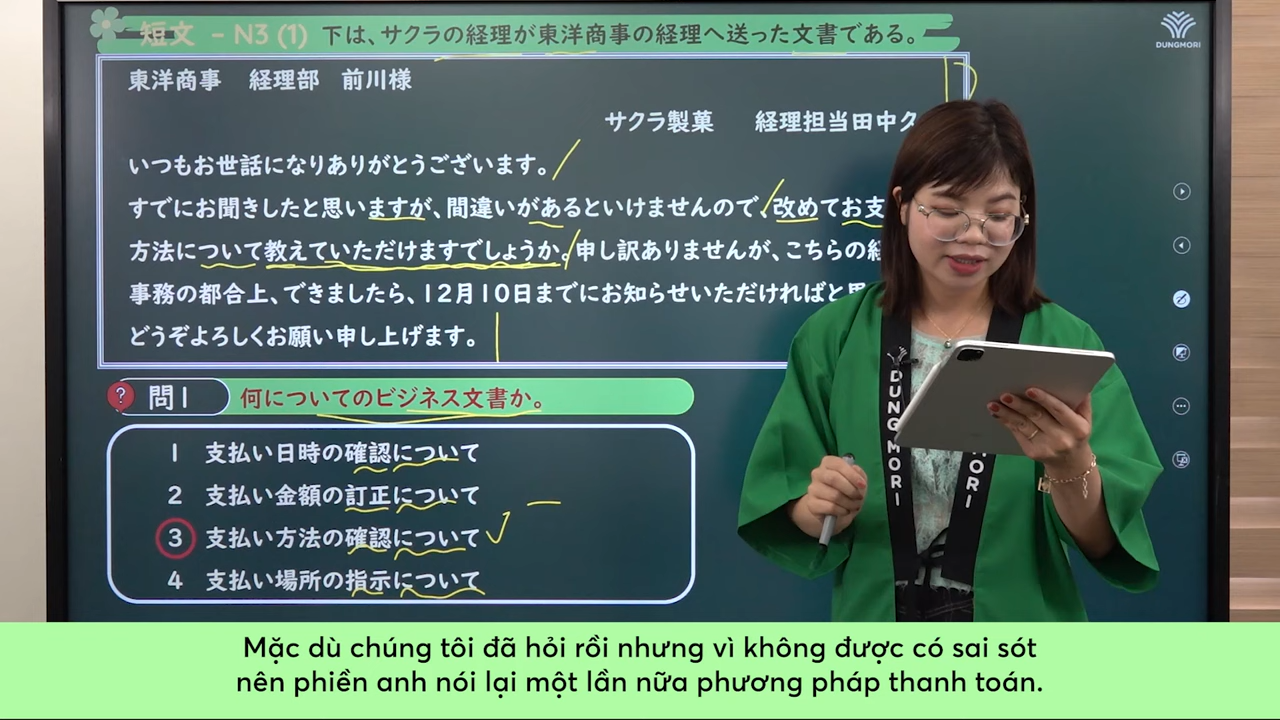 短文 - N3 (1) 下は、サクラの経理が東洋商事の経理へ送った文書である。
DUNGMORI
東洋商事 経理部 前川様
サクラ製菓 経理担当田中久
いつもお世話になりありがとうございます。
すでにお聞きしたと思いますが、間違いがあるといけませんので、改めてお支
方法について教えていただけますでしょうか。申し訳ありませんが、こちらの経
事務の都合上、できましたら、12月10日までにお知らせいただければと思
どうぞよろしくお願い申し上げます。
? 問1 何についてのビジネス文書か。
1 支払い日時の確認について
2 支払い金額の訂正について
3 支払い方法の確認について
4 支払い場所の指示について
DUNGMORI
MORI
Mặc dù chúng tôi đã hỏi rồi nhưng vì không được có sai sót
nên phiền anh nói lại một lần nữa phương pháp thanh toán.